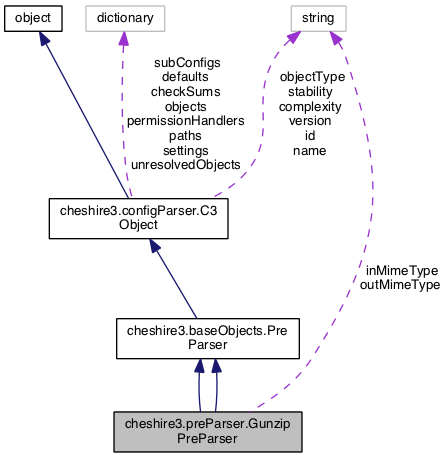 object
dictionary
string
subConfigs
defaults
checkSums
objects
permissionHandlers
paths
settings
unresolvedObjects
objectType
stability
complexity
version
id
name
cheshire3.configParser.C3
Object
inMimeType
outMimeType
cheshire3.baseObjects.Pre
Parser
cheshire3.preParser.Gunzip
PreParser